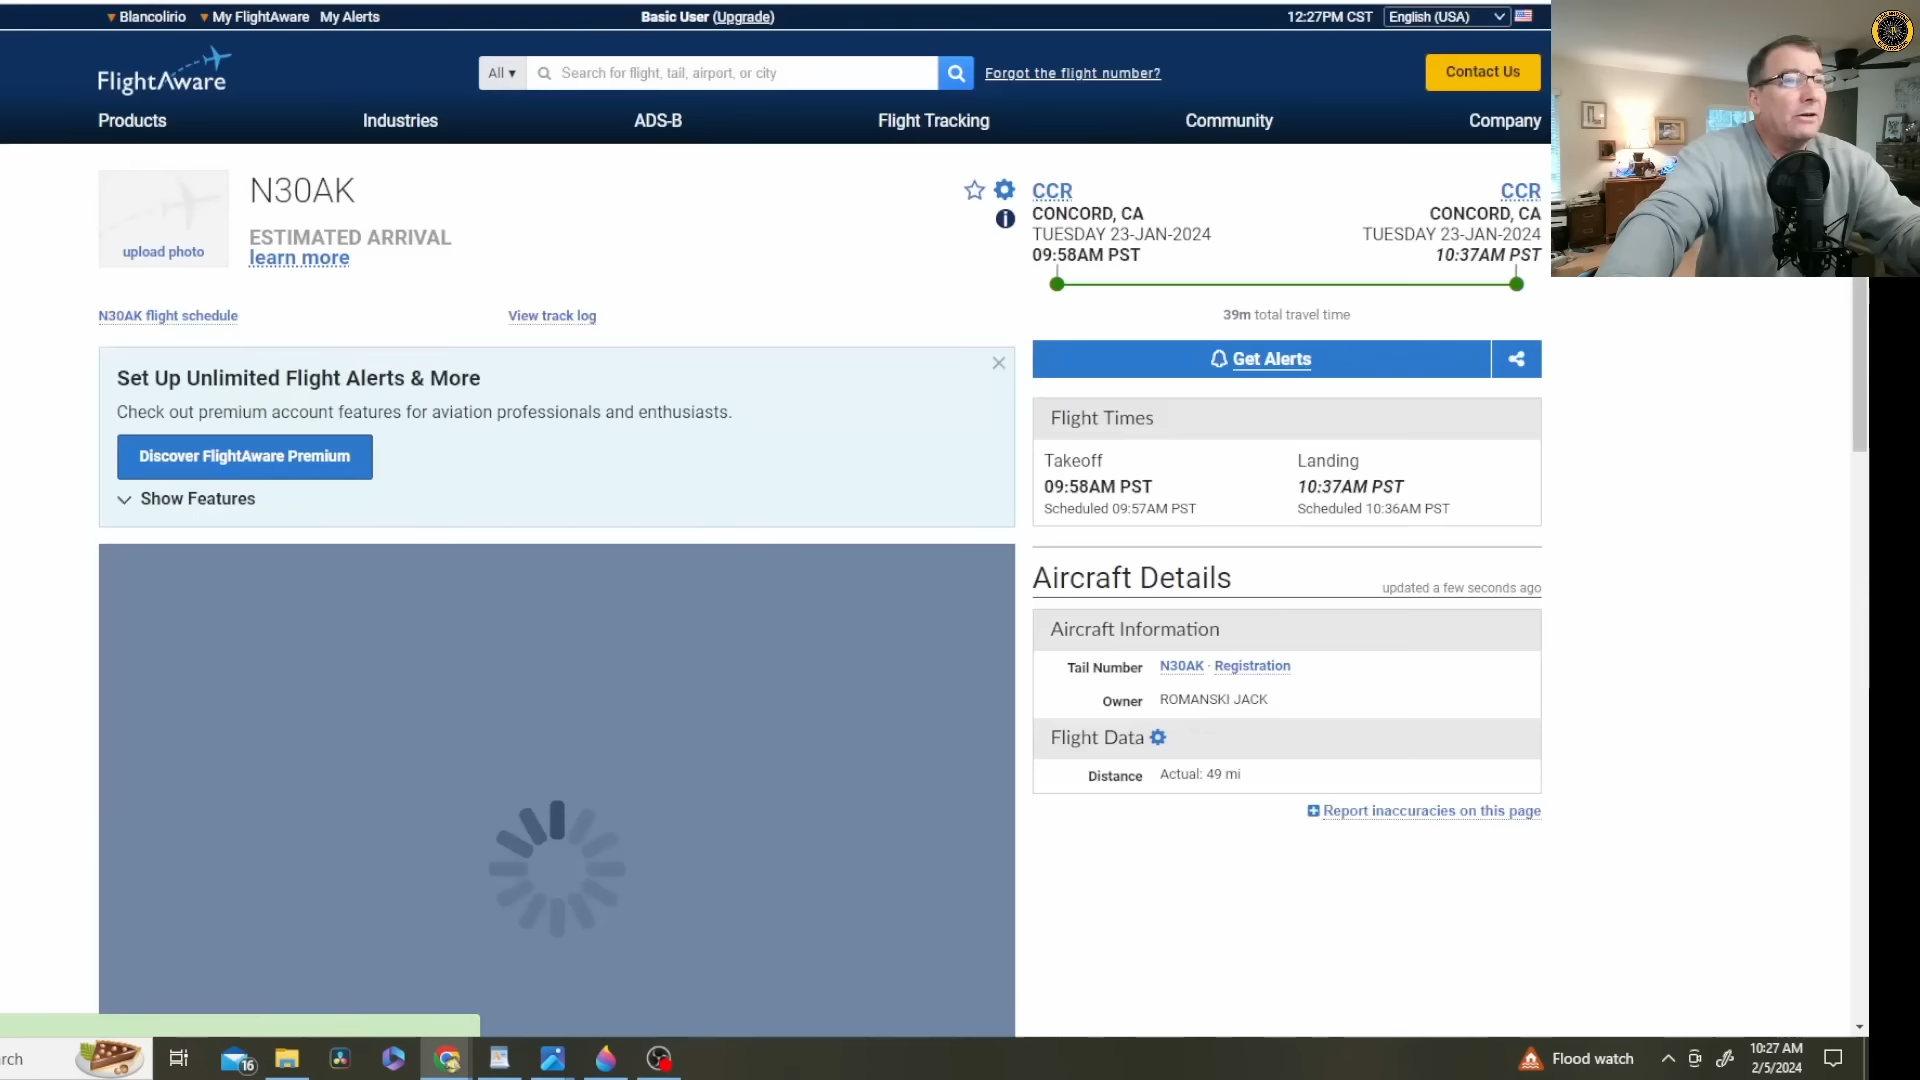 ▾ Blancolirio ▾ My FlightAware My Alerts
Basic User (Upgrade)
12:27PM CST English (USA)
FlightAware
All ▾ Search for flight, tail, airport, or city
Forgot the flight number?
Contact Us
Products Industries ADS-B Flight Tracking Community Company
upload photo
N30AK
ESTIMATED ARRIVAL
learn more
N30AK flight schedule View track log
Set Up Unlimited Flight Alerts & More
Check out premium account features for aviation professionals and enthusiasts.
Discover FlightAware Premium
Show Features
CCR CCR
CONCORD, CA CONCORD, CA
TUESDAY 23-JAN-2024 TUESDAY 23-JAN-2024
09:58AM PST 10:37AM PST
39m total travel time
Get Alerts
Flight Times
Takeoff Landing
09:58AM PST 10:37AM PST
Scheduled 09:57AM PST Scheduled 10:36AM PST
Aircraft Details updated a few seconds ago
Aircraft Information
Tail Number N30AK · Registration
Owner ROMANSKI JACK
Flight Data
Distance Actual: 49 mi
Report inaccuracies on this page
rch
16
Flood watch
10:27 AM
2/5/2024